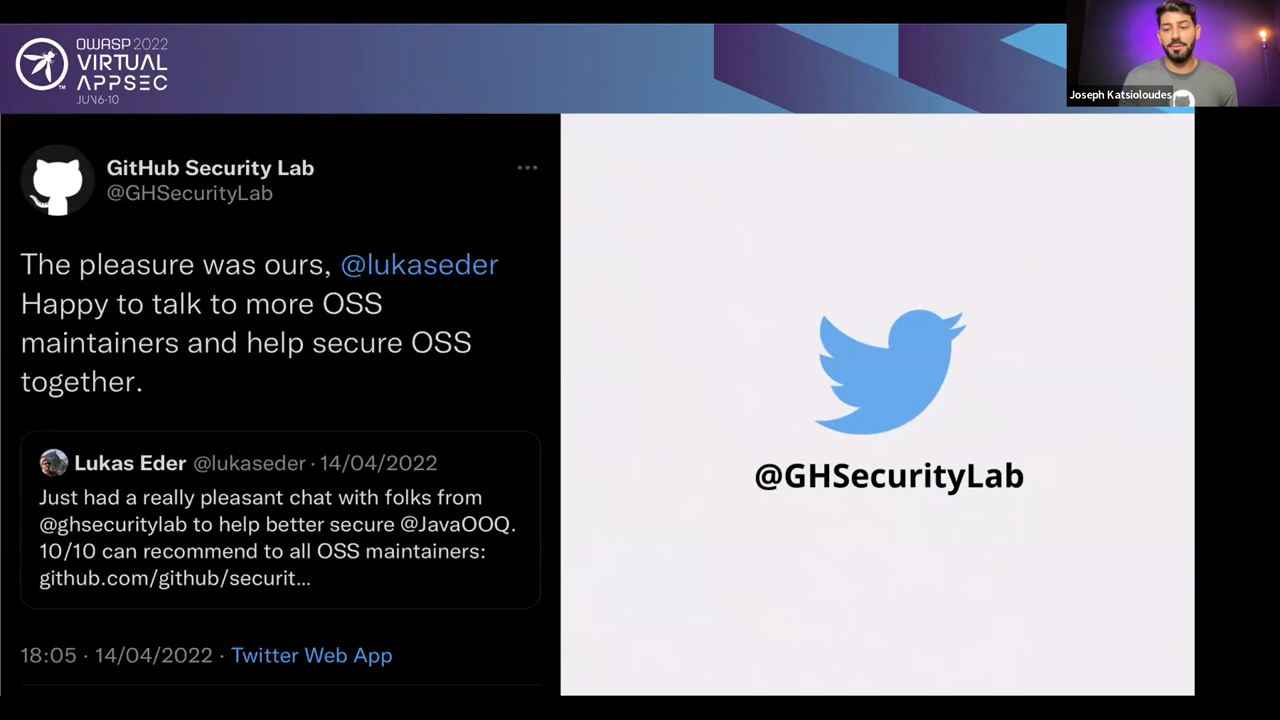 OWASP 2022
VIRTUAL
APPSEC
JUN6-10
Joseph Katsioloudes
GitHub Security Lab
@GHSecurityLab
The pleasure was ours, @lukaseder
Happy to talk to more OSS
maintainers and help secure OSS
together.
Lukas Eder @lukaseder · 14/04/2022
Just had a really pleasant chat with folks from
@ghsecuritylab to help better secure @JavaOOQ.
10/10 can recommend to all OSS maintainers:
github.com/github/securit...
18:05 · 14/04/2022 · Twitter Web App
@GHSecurityLab